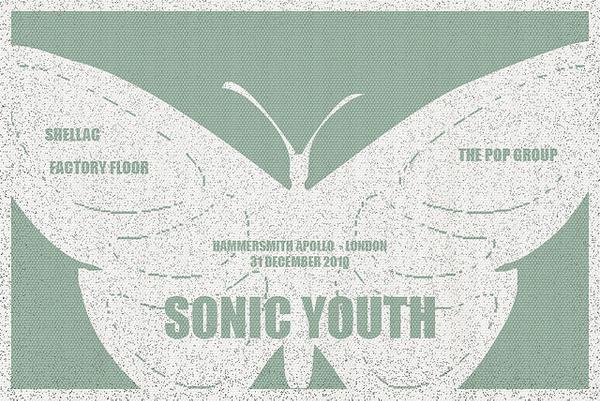 SHELLAC
FACTORY FLOOR
THE POP GROUP
HAMMERSMITH APOLLO - LONDON
31 DECEMBER 2010
SONIC YOUTH